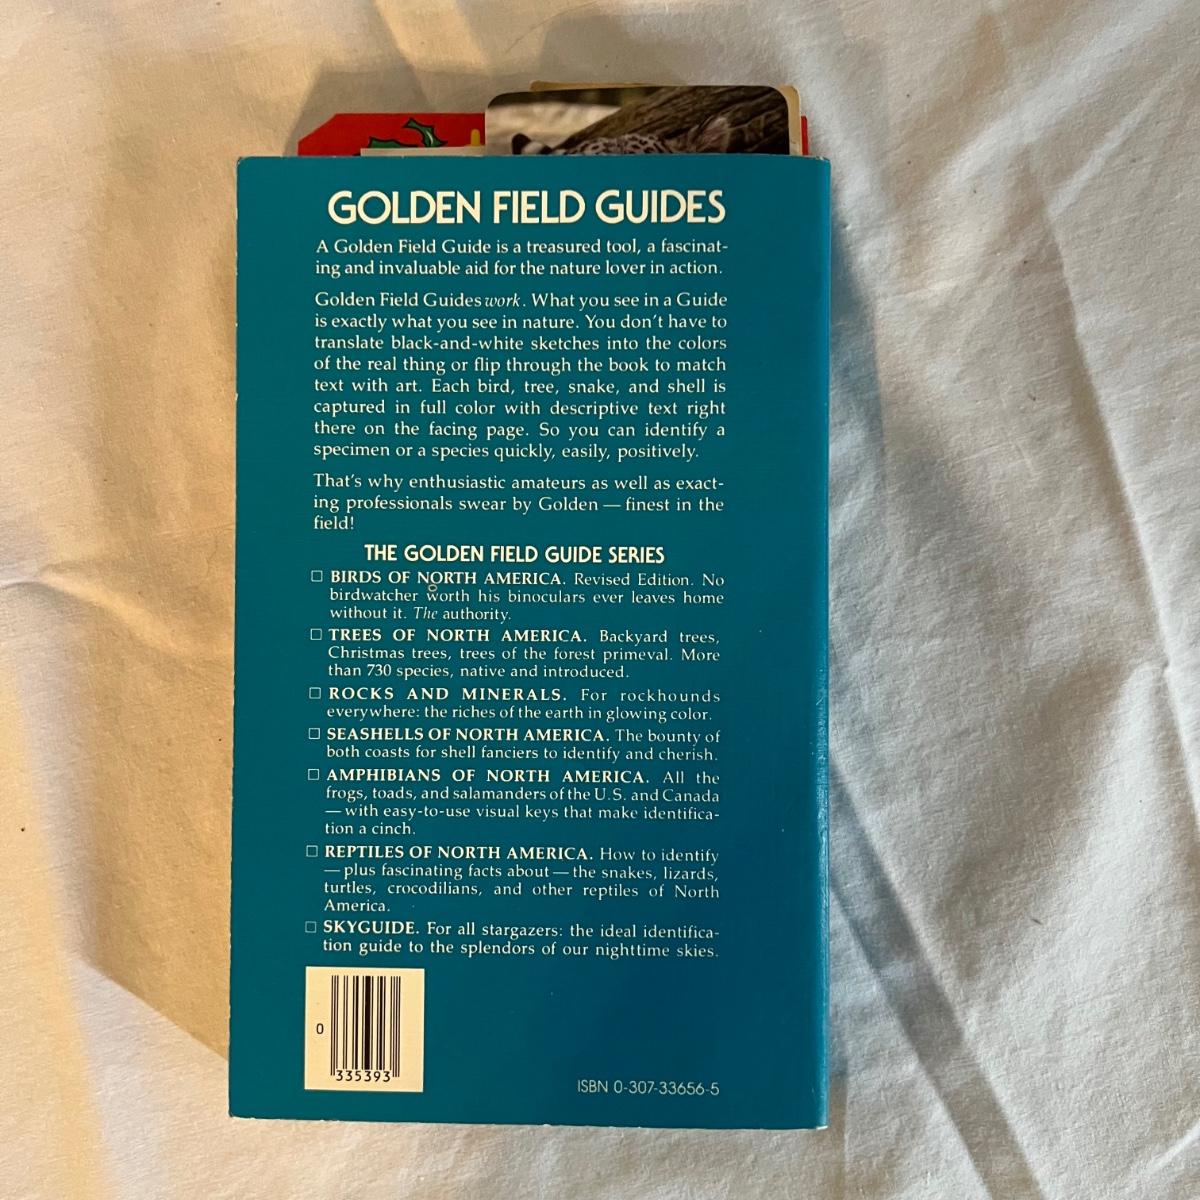 GOLDEN FIELD GUIDES
A Golden Field Guide is a treasured tool, a fascinat-
ing and invaluable aid for the nature lover in action.
Golden Field Guides work. What you see in a Guide
is exactly what you see in nature. You don't have to
translate black-and-white sketches into the colors
of the real thing or flip through the book to match
text with art. Each bird, tree, snake, and shell is
captured in full color with descriptive text right
there on the facing page. So you can identify a
specimen or a species quickly, easily, positively.
That's why enthusiastic amateurs as well as exact-
ing professionals swear by Golden — finest in the
field!
THE GOLDEN FIELD GUIDE SERIES
□ BIRDS OF NORTH AMERICA. Revised Edition. No
birdwatcher worth his binoculars ever leaves home
without it. The authority.
□ TREES OF NORTH AMERICA. Backyard trees,
Christmas trees, trees of the forest primeval. More
than 730 species, native and introduced.
□ ROCKS AND MINERALS. For rockhounds
everywhere: the riches of the earth in glowing color.
□ SEASHELLS OF NORTH AMERICA. The bounty of
both coasts for shell fanciers to identify and cherish.
□ AMPHIBIANS OF NORTH AMERICA. All the
frogs, toads, and salamanders of the U.S. and Canada
— with easy-to-use visual keys that make identifica-
tion a cinch.
□ REPTILES OF NORTH AMERICA. How to identify
— plus fascinating facts about — the snakes, lizards,
turtles, crocodilians, and other reptiles of North
America.
□ SKYGUIDE. For all stargazers: the ideal identifica-
tion guide to the splendors of our nighttime skies.
0
335393
ISBN 0-307-33656-5